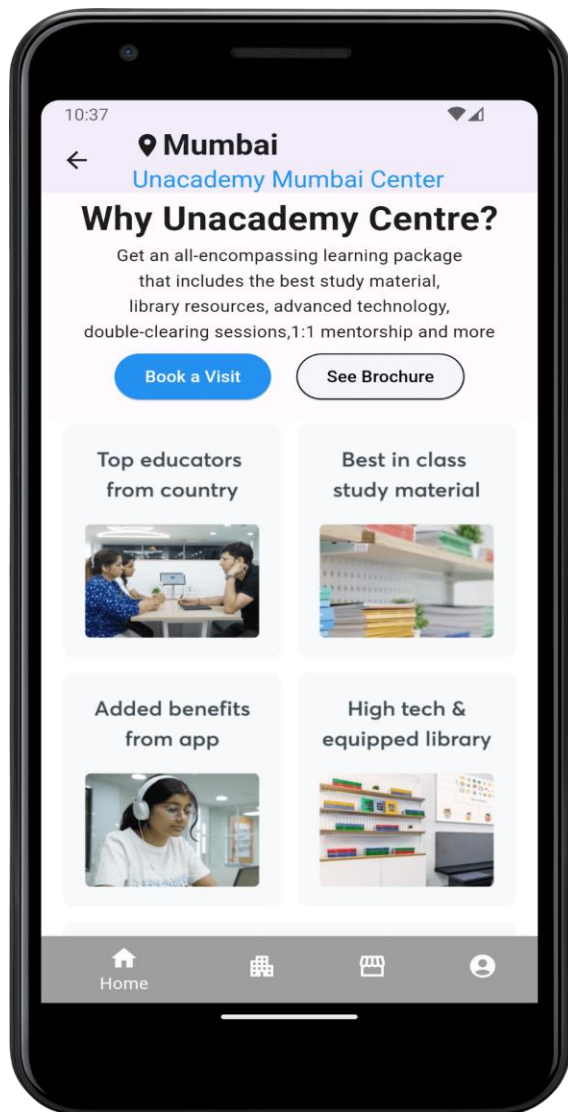 10:37
Mumbai
Unacademy Mumbai Center
Why Unacademy Centre?
Get an all-encompassing learning package
that includes the best study material,
library resources, advanced technology,
double-clearing sessions,1:1 mentorship and more
Book a Visit
See Brochure
Top educators
from country
Best in class
study material
Added benefits
from app
High tech &
equipped library
Home